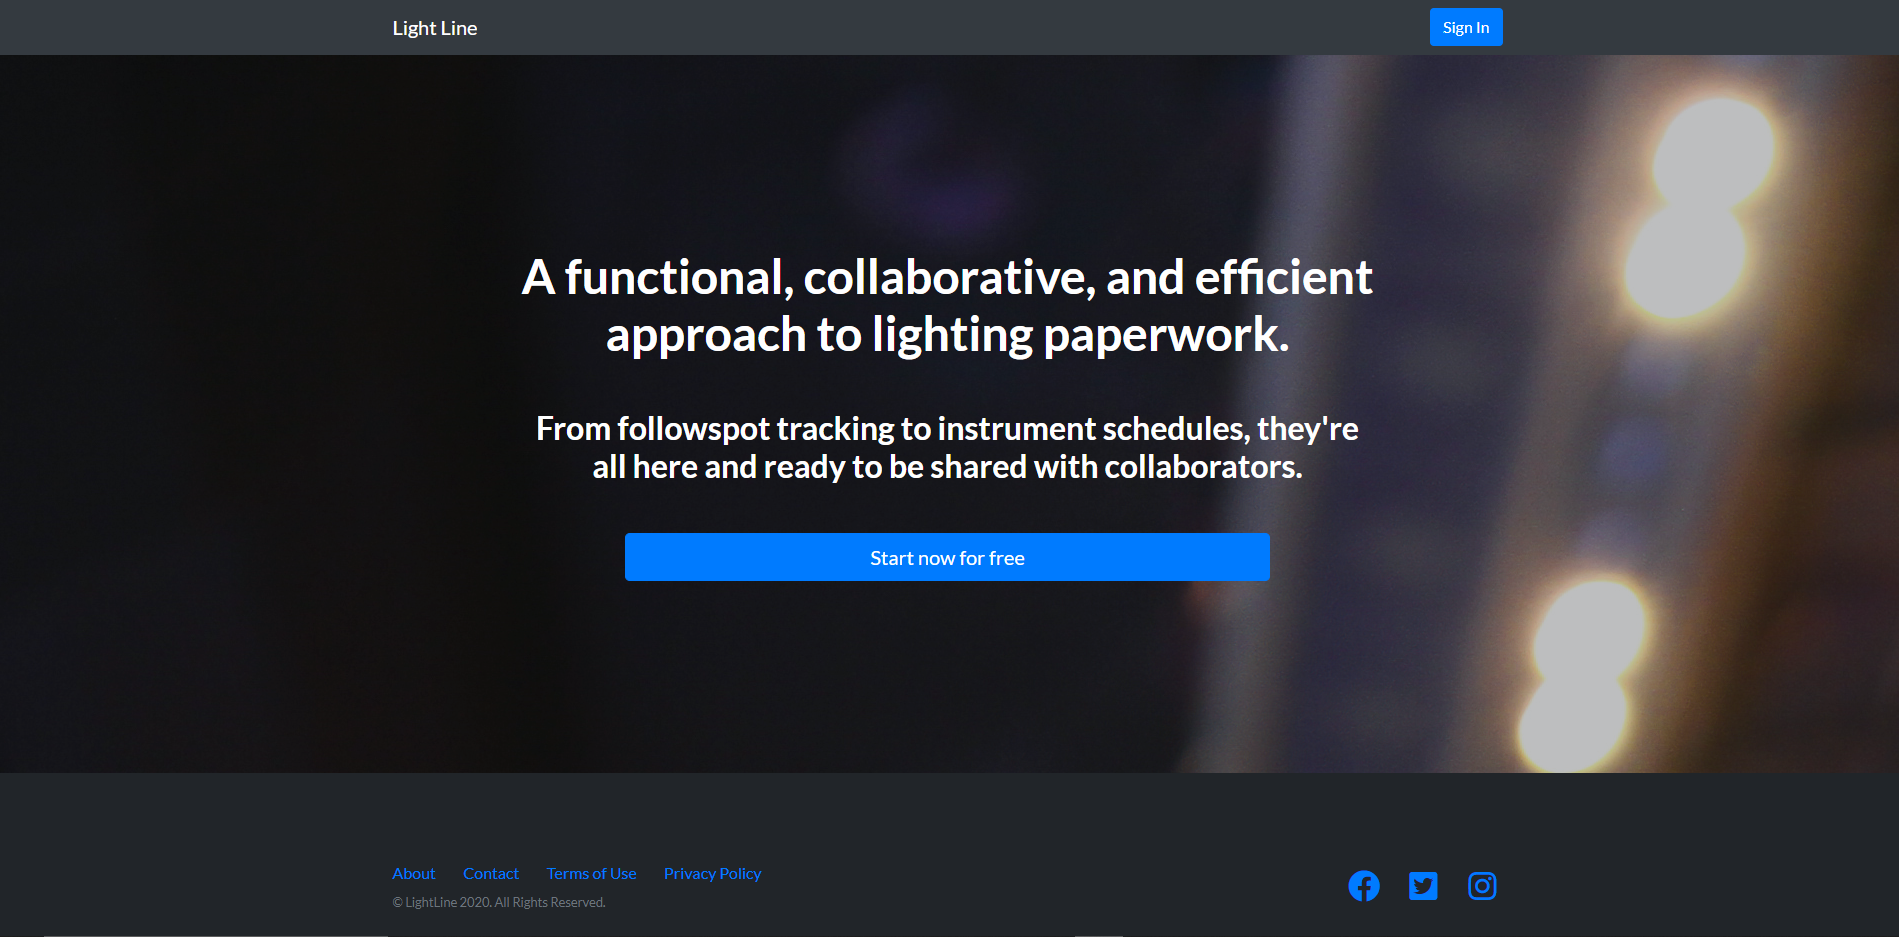 Light Line
Sign In
A functional, collaborative, and efficient
approach to lighting paperwork.
From followspot tracking to instrument schedules, they're
all here and ready to be shared with collaborators.
Start now for free
About Contact Terms of Use Privacy Policy
© LightLine 2020. All Rights Reserved.